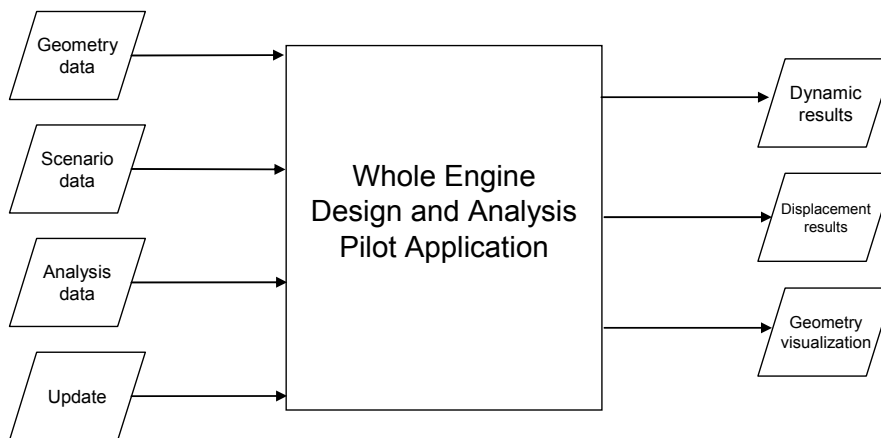 Geometry
data
Scenario
data
Analysis
data
Update
Whole Engine
Design and Analysis
Pilot Application
Dynamic
results
Displacement
results
Geometry
visualization